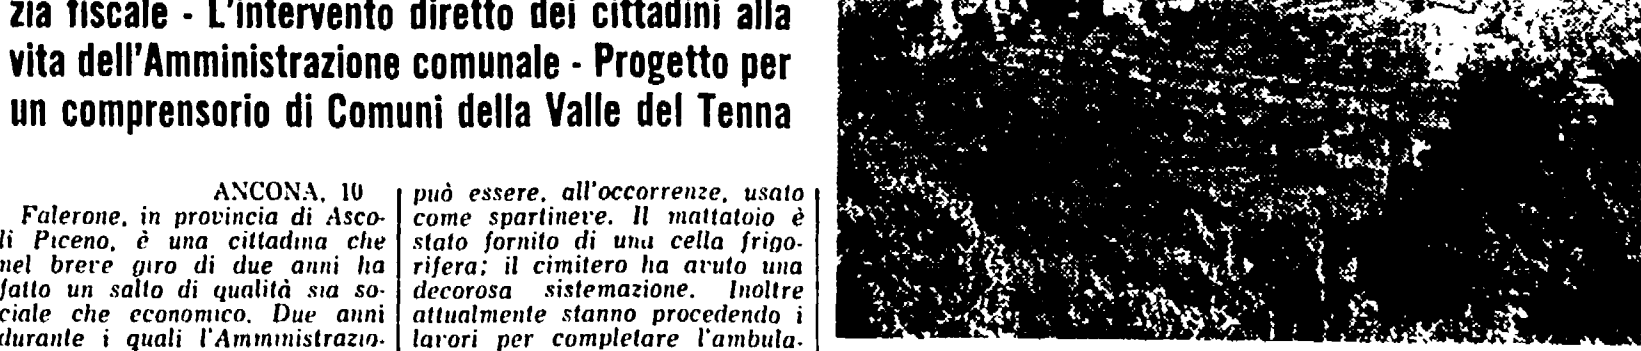 zia fiscale - L'intervento diretto dei cittadini alla
vita dell'Amministrazione comunale - Progetto per
un comprensorio di Comuni della Valle del Tenna
ANCONA, 10
Falerone, in provincia di Asco-
li Piceno, è una cittadina che
nel breve giro di due anni ha
fatto un salto di qualità sia so-
ciale che economico. Due anni
durante i quali l'Amministrazio-
può essere, all'occorrenze, usato
come spartineve. Il mattatoio è
stato fornito di una cella frigo-
rifera; il cimitero ha avuto una
decorosa sistemazione. Inoltre
attualmente stanno procedendo i
lavori per completare l'ambula-